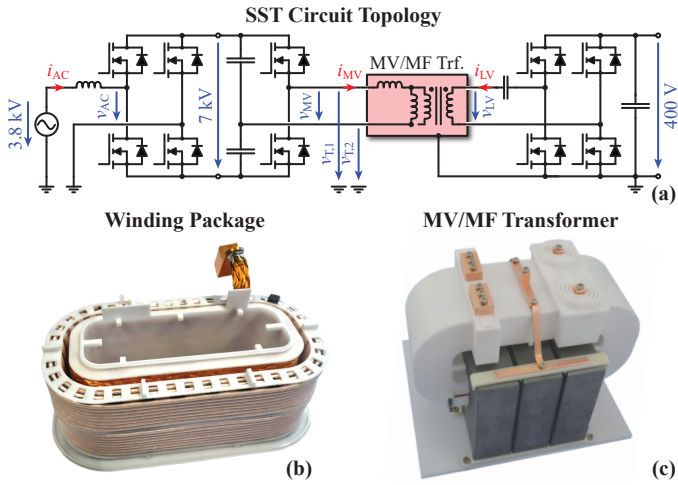 SST Circuit Topology
MV/MF Trf.
iAC
iMV
iLV
3,8 kV
vAC
7 kV
vMV
vT,1
vT,2
vLV
400 V
(a)
Winding Package
MV/MF Transformer
(b)
(c)